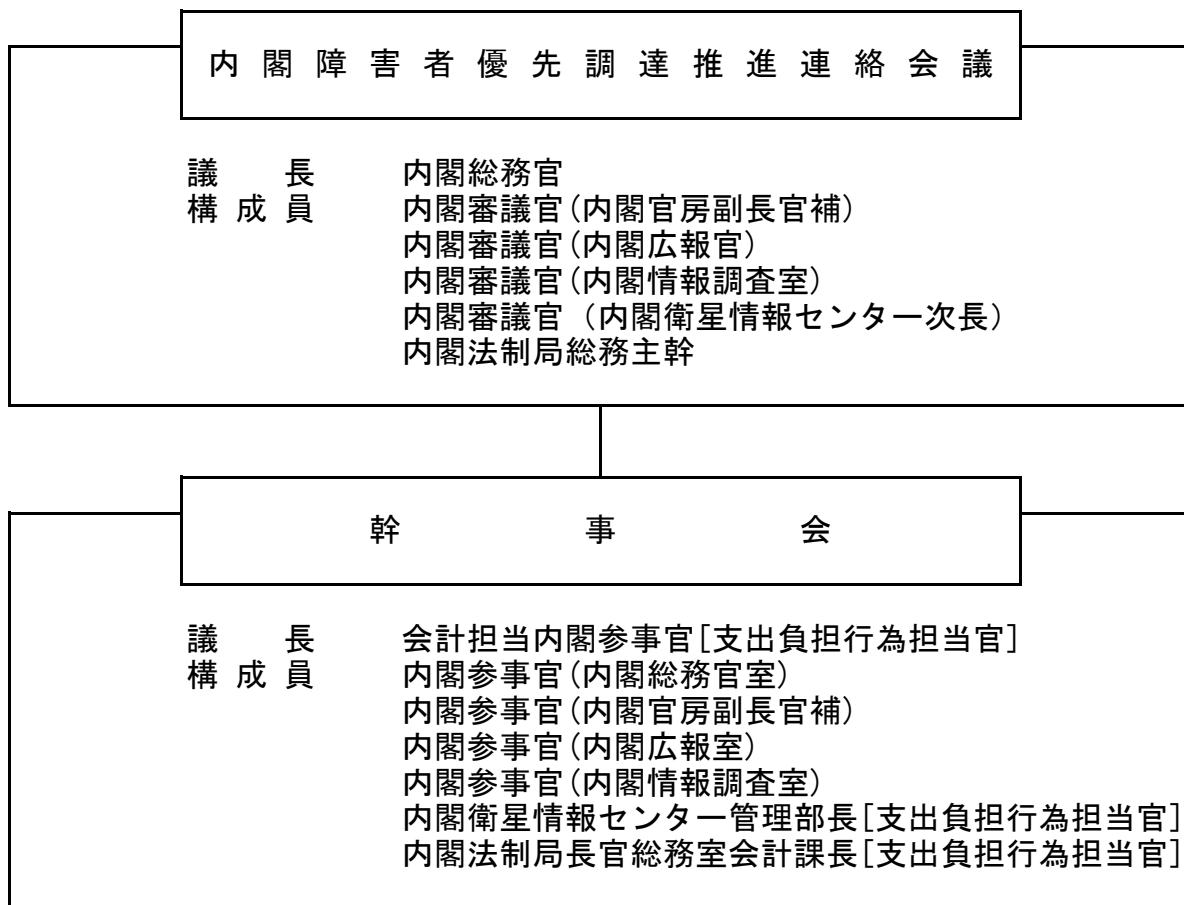 内閣障害者優先調達推進連絡会議
議長 内閣総務官
構成員 内閣審議官(内閣官房副長官補)
内閣審議官(内閣広報官)
内閣審議官(内閣情報調査室)
内閣審議官（内閣衛星情報センター次長）
内閣法制局総務主幹
幹事会
議長 会計担当内閣参事官[支出負担行為担当官]
構成員 内閣参事官(内閣総務官室)
内閣参事官(内閣官房副長官補)
内閣参事官(内閣広報室)
内閣参事官(内閣情報調査室)
内閣衛星情報センター管理部長[支出負担行為担当官]
内閣法制局長官総務室会計課長[支出負担行為担当官]